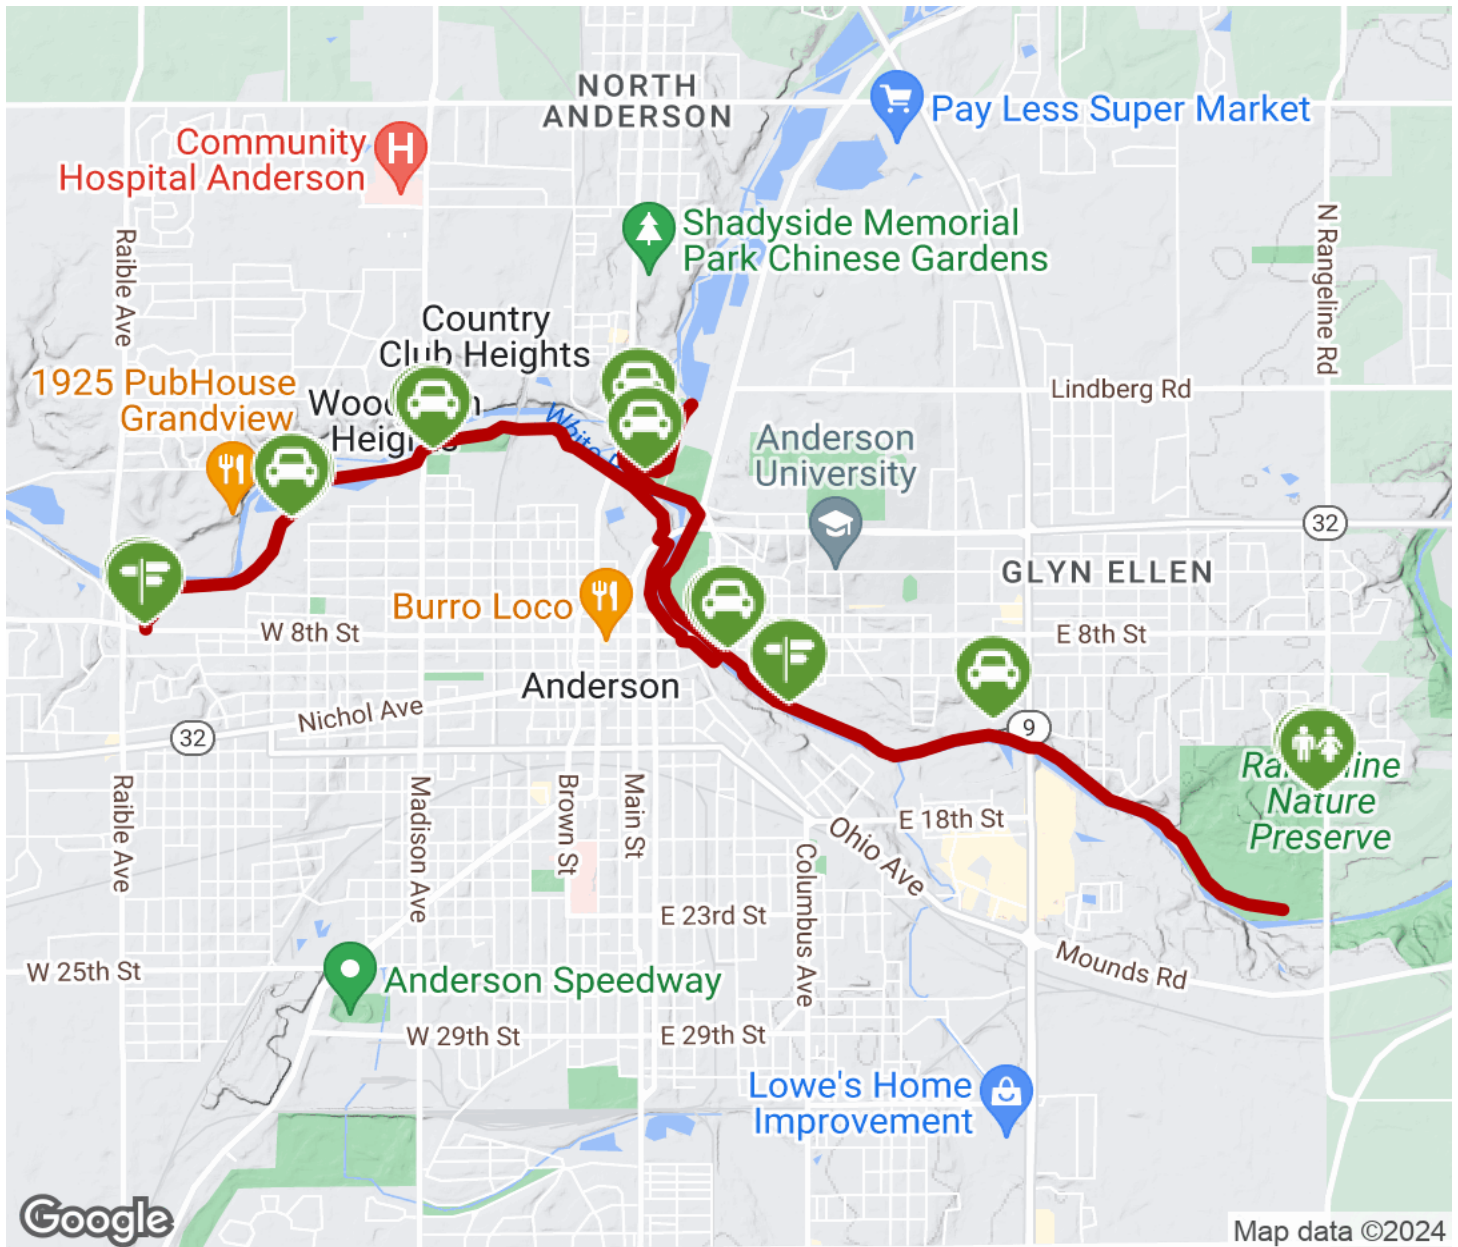 NORTH
ANDERSON
Pay Less Super Market
Community
Hospital Anderson
H
Shadyside Memorial
Park Chinese Gardens
N Rangeline Rd
Raible Ave
Country
Club Heights
1925 PubHouse
Grandview
Lindberg Rd
Anderson
University
32
GLYN ELLEN
Burro Loco
W 8th St
E 8th St
Anderson
Nichol Ave
32
9
Nature
Preserve
Raible Ave
Madison Ave
Brown St
Main St
E 18th St
Ohio Ave
Columbus Ave
E 23rd St
Mounds Rd
W 25th St
Anderson Speedway
W 29th St
E 29th St
Lowe's Home
Improvement
Google
Map data ©2024